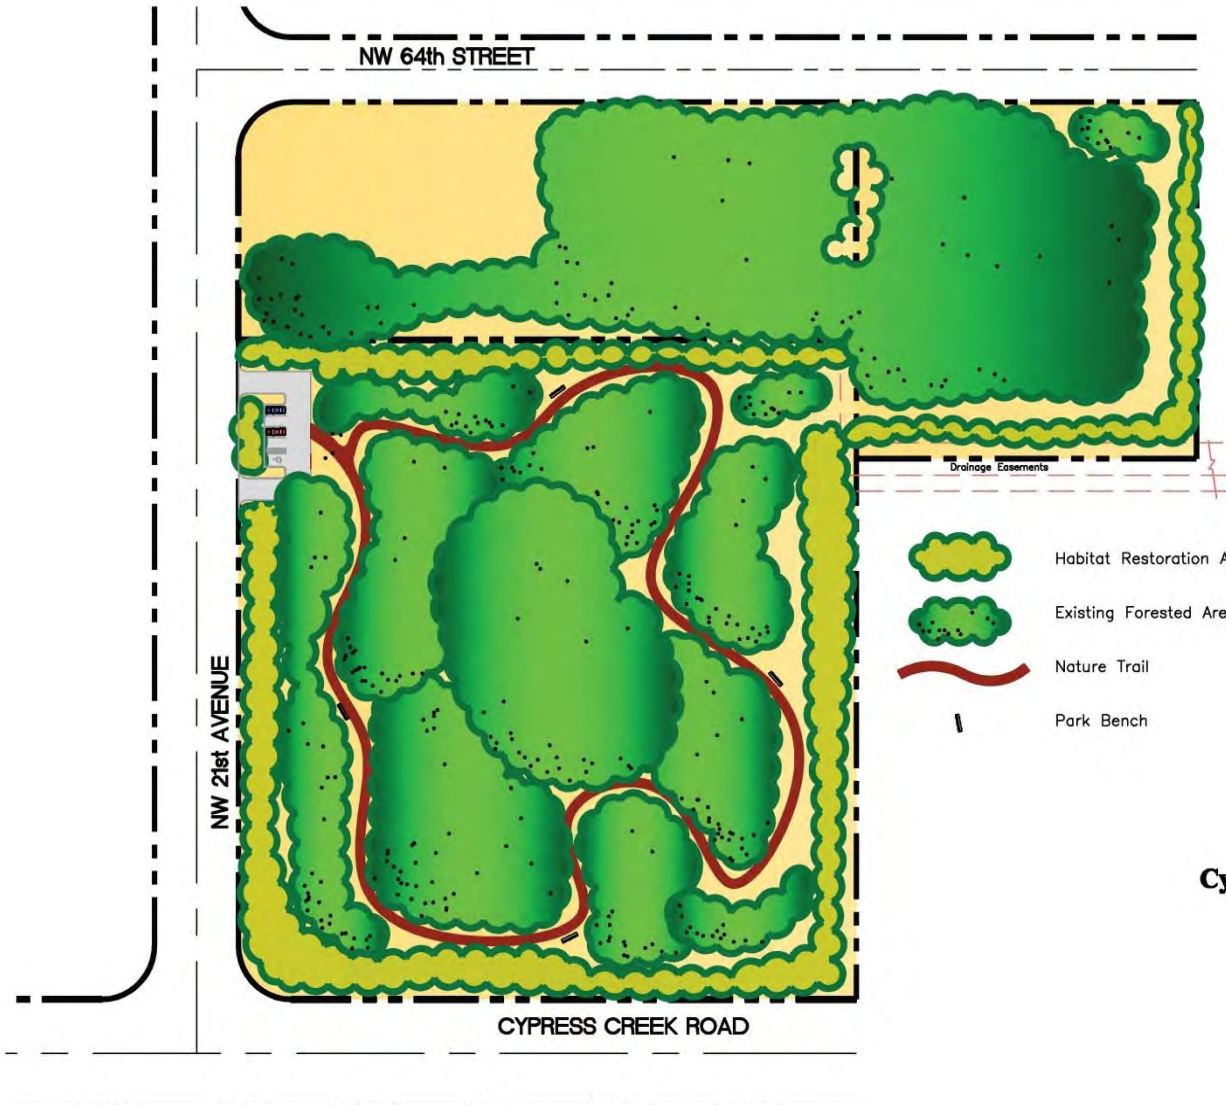 NW 64th STREET
Drainage Easements
Habitat Restoration A
Existing Forested Are
Nature Trail
Park Bench
NW 21st AVENUE
Cy
CYPRESS CREEK ROAD